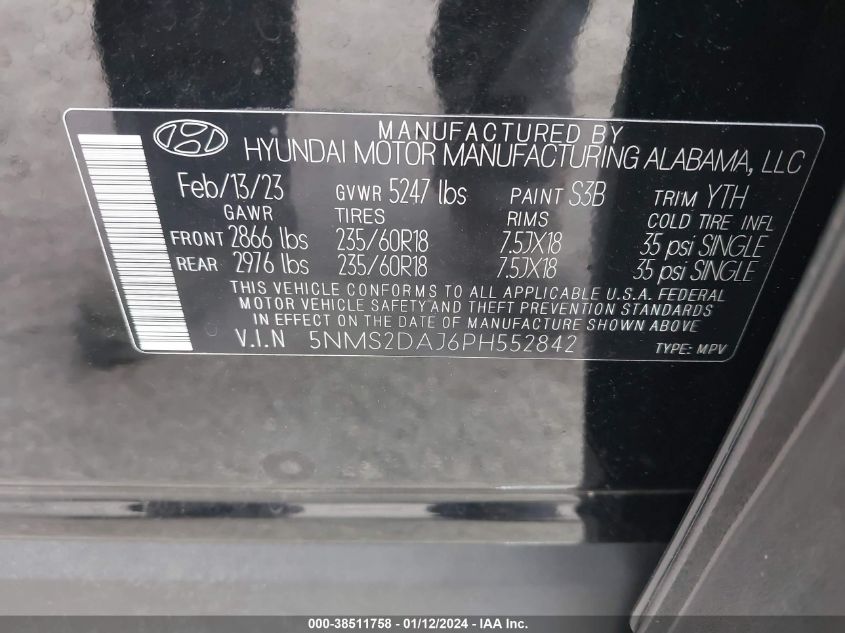 MANUFACTURED BY
HYUNDAI MOTOR MANUFACTURING ALABAMA, LLC
Feb/13/23 GVWR 5247 lbs PAINT S3B TRIM YTH
GAWR TIRES RIMS COLD TIRE INFL
FRONT 2866 lbs 235/60R18 7.5JX18 35 psi SINGLE
REAR 2976 lbs 235/60R18 7.5JX18 35 psi SINGLE
THIS VEHICLE CONFORMS TO ALL APPLICABLE U.S.A. FEDERAL
MOTOR VEHICLE SAFETY AND THEFT PREVENTION STANDARDS
IN EFFECT ON THE DATE OF MANUFACTURE SHOWN ABOVE.
V.I.N 5NMS2DAJ6PH552842 TYPE: MPV
000-38511758 - 01/12/2024 - IAA Inc.